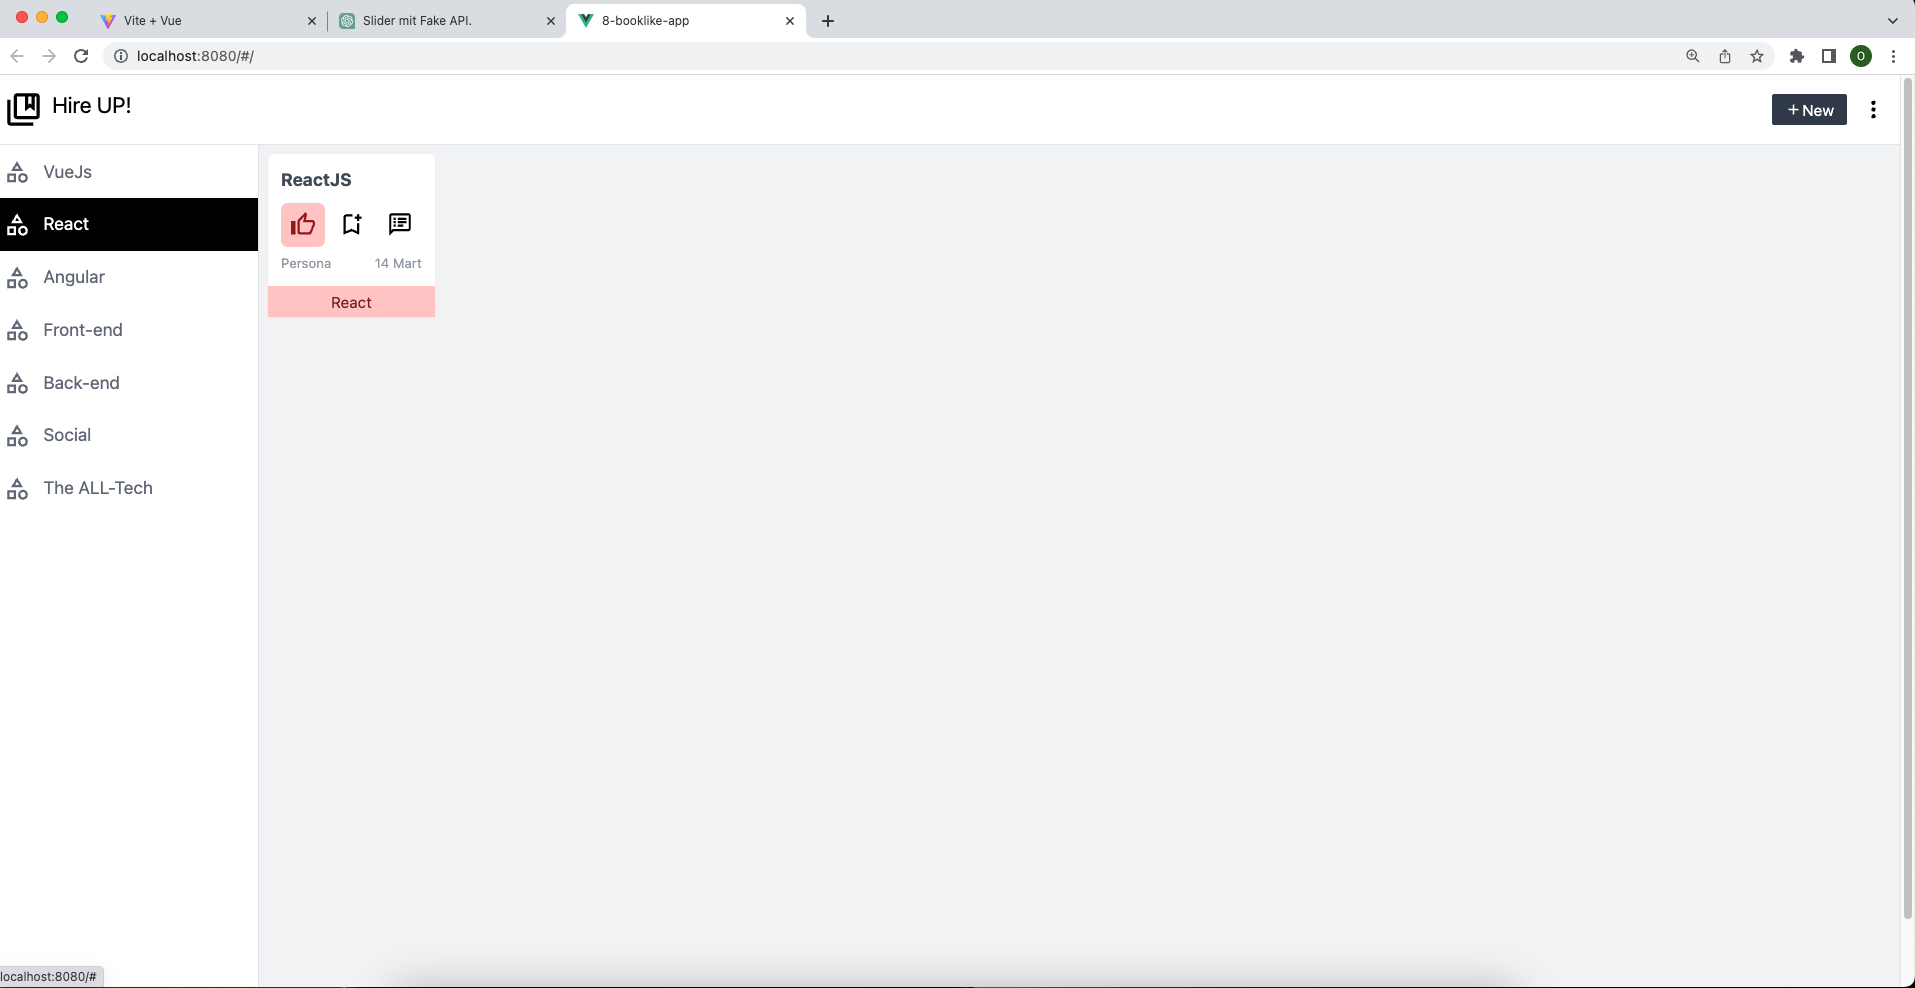 Vite + Vue
Slider mit Fake API.
8-booklike-app
localhost:8080/#/
O
Hire UP!
+ New
VueJs
React
Angular
Front-end
Back-end
Social
The ALL-Tech
ReactJS
Persona 14 Mart
React
localhost:8080/#